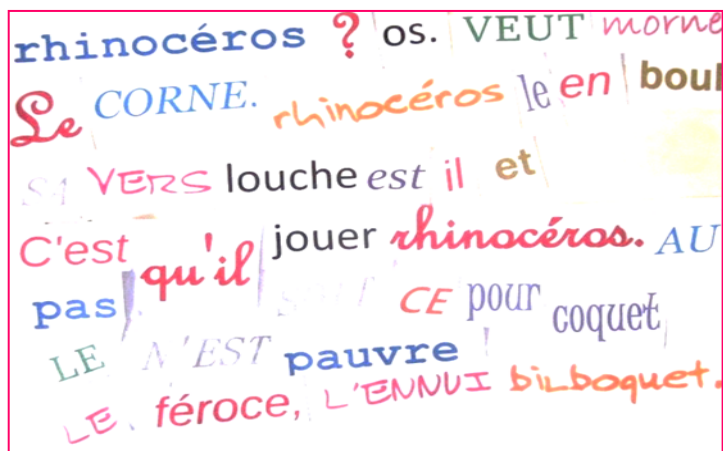 rhinocéros ? os. VEUT morne
Le CORNE. rhinocéros le en boul
SA VERS louche est il et
C'est qu'il ! jouer rhinocéros. AU
pas CE pour coquet
LE N'EST pauvre !
LE, féroce, L'ENNUI bilboquet.